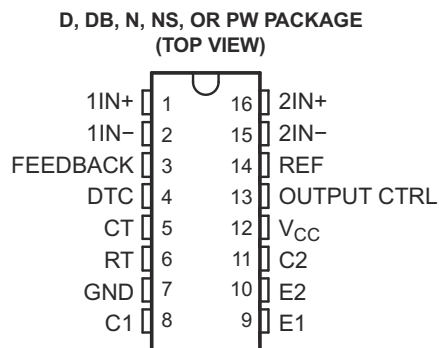 D, DB, N, NS, OR PW PACKAGE
(TOP VIEW)
1IN+ 1 16 2IN+
1IN− 2 15 2IN−
FEEDBACK 3 14 REF
DTC 4 13 OUTPUT CTRL
CT 5 12 VCC
RT 6 11 C2
GND 7 10 E2
C1 8 9 E1